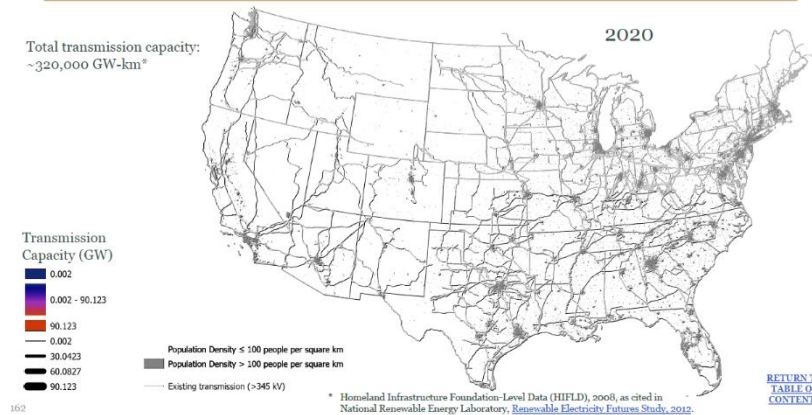 2020
Total transmission capacity:
~320,000 GW-km*
Transmission
Capacity (GW)
0.002
0.002 - 90.123
90.123
0.002
30.0423
60.0827
90.123
Population Density ≤ 100 people per square km
Population Density > 100 people per square km
Existing transmission (>345 kV)
* Homeland Infrastructure Foundation-Level Data (HIFLD), 2008, as cited in
National Renewable Energy Laboratory, Renewable Electricity Futures Study, 2012.
RETURN T
TABLE O
CONTENT
162